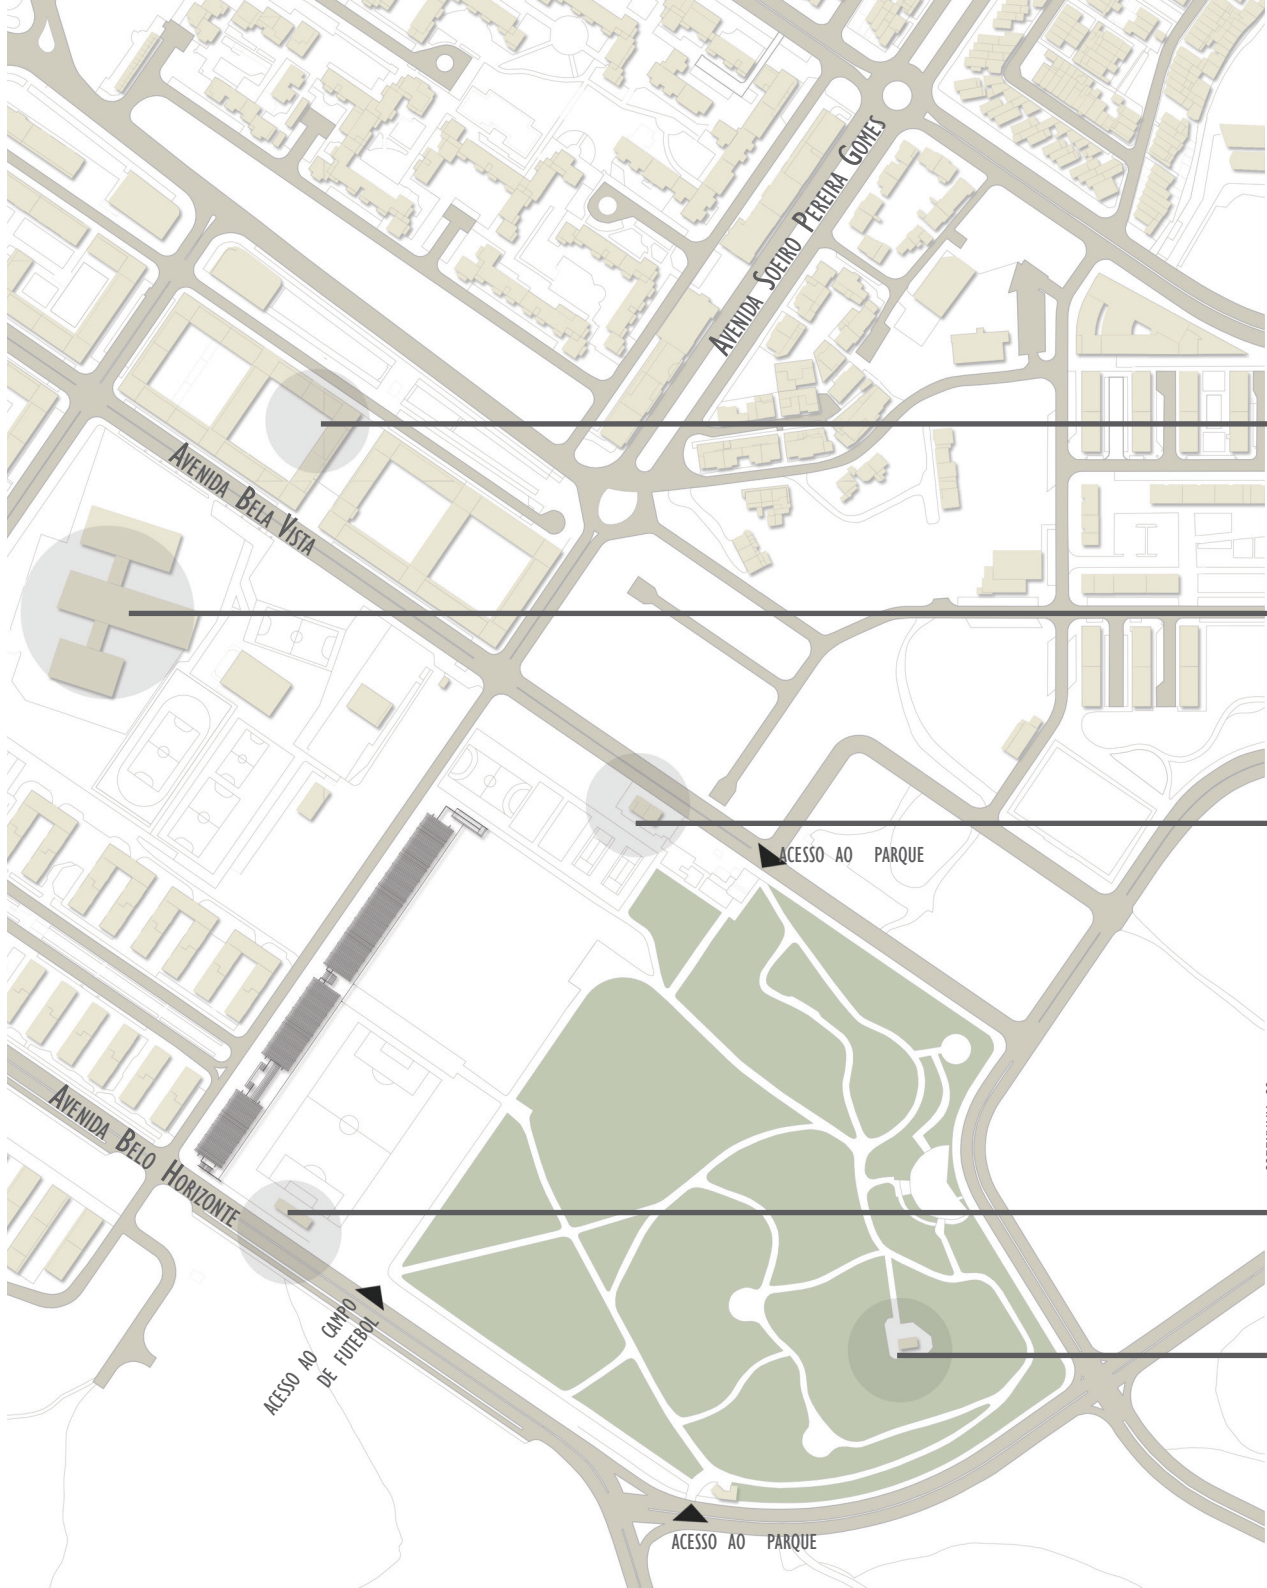 AVENIDA SOEIRO PEREIRA GOMES
AVENIDA BELA VISTA
ACESSO AO PARQUE
AVENIDA BELO HORIZONTE
ACESSO AO CAMPO
DE FUTEBOL
ACESSO AO PARQUE